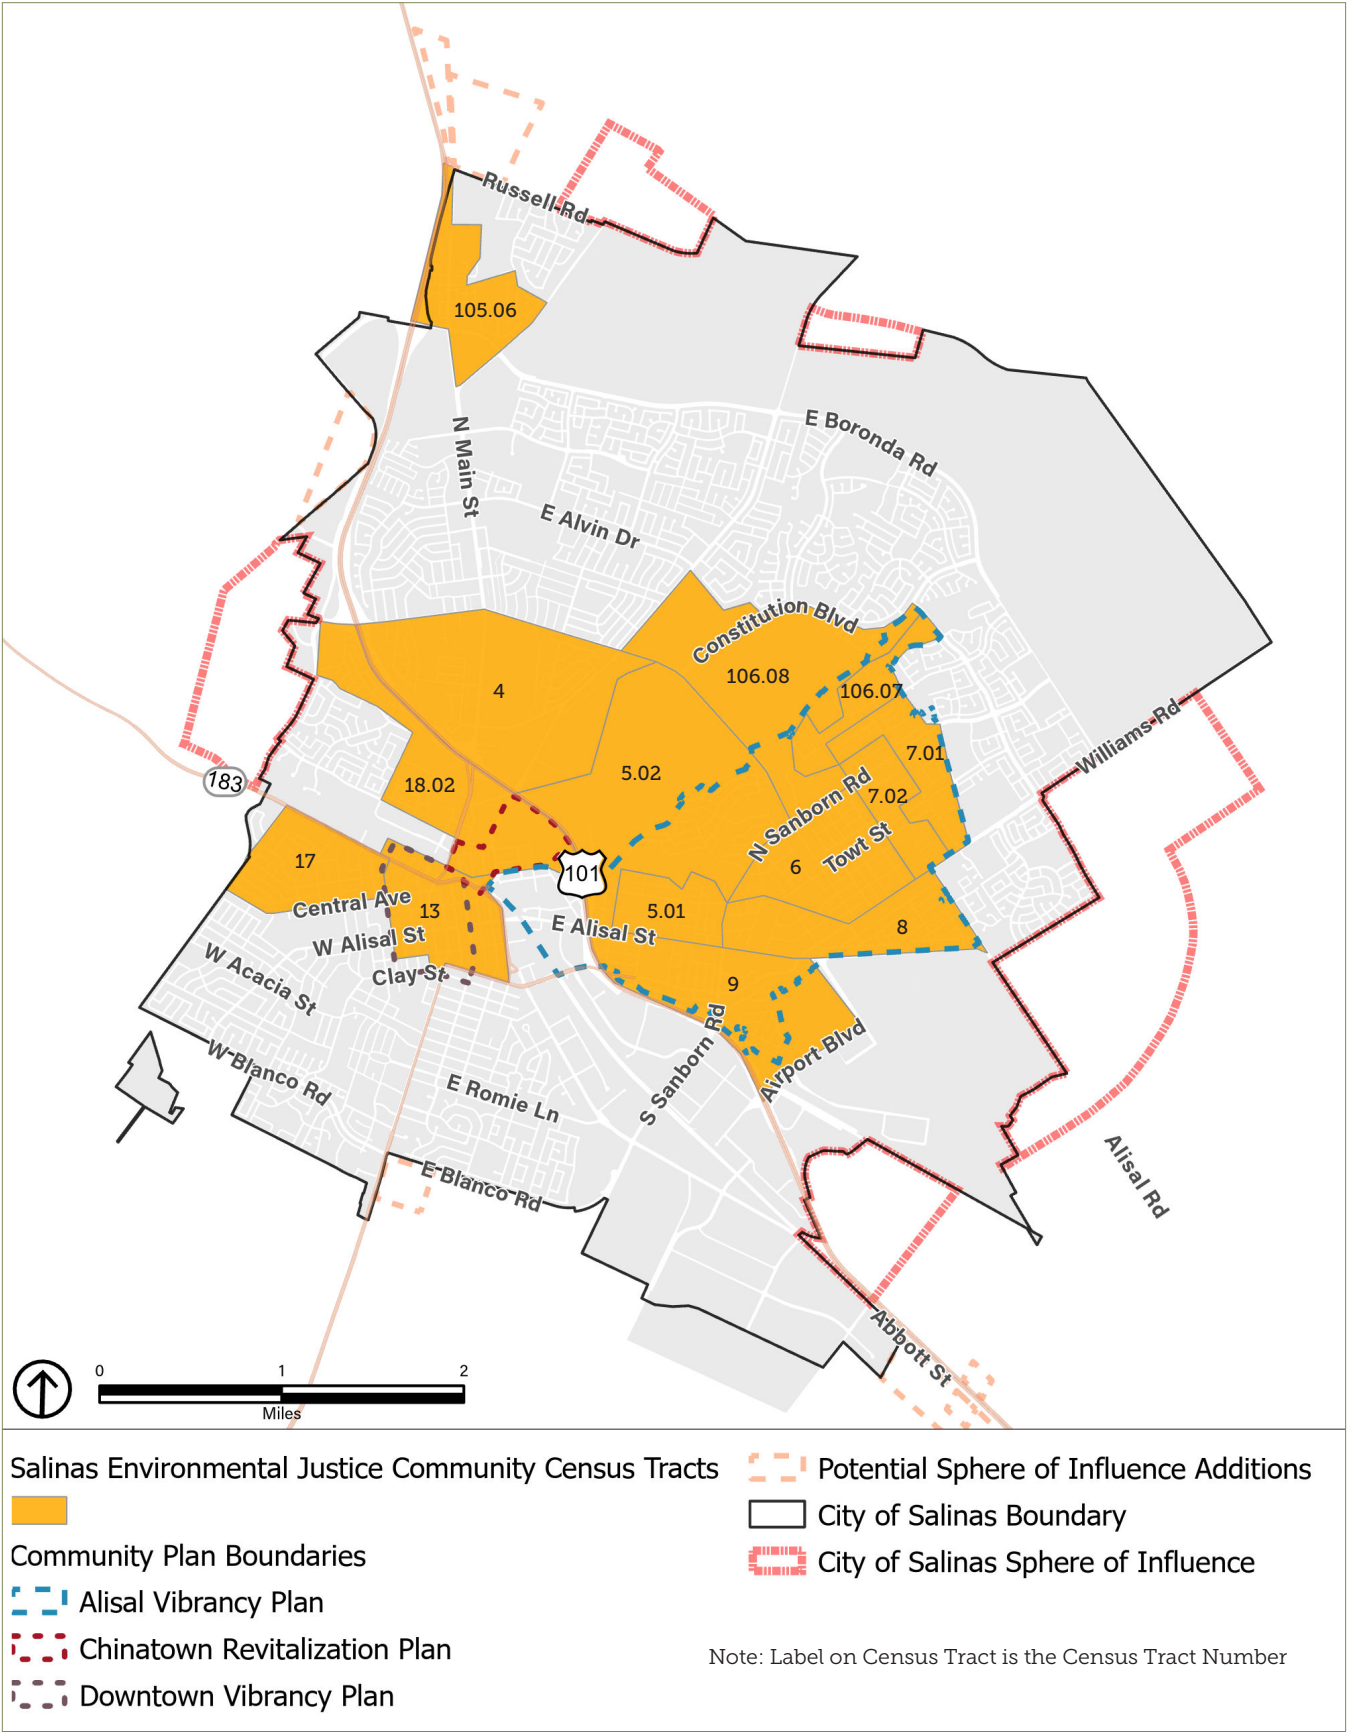 Russell Rd
105.06
N Main St
E Boronda Rd
E Alvin Dr
Constitution Blvd
106.08
4
106.07
Williams Rd
7.01
5.02
183
18.02
7.02
N Sanborn Rd
Towt St
17
6
101
Central Ave
13
5.01
8
E Alisal St
W Alisal St
W Acacia St
Clay St
9
S Sanborn Rd
Airport Blvd
W Blanco Rd
E Romie Ln
E Blanco Rd
Alisal Rd
Abbott St
0 1 2
Miles
Salinas Environmental Justice Community Census Tracts
Community Plan Boundaries
Alisal Vibrancy Plan
Chinatown Revitalization Plan
Downtown Vibrancy Plan
Potential Sphere of Influence Additions
City of Salinas Boundary
City of Salinas Sphere of Influence
Note: Label on Census Tract is the Census Tract Number